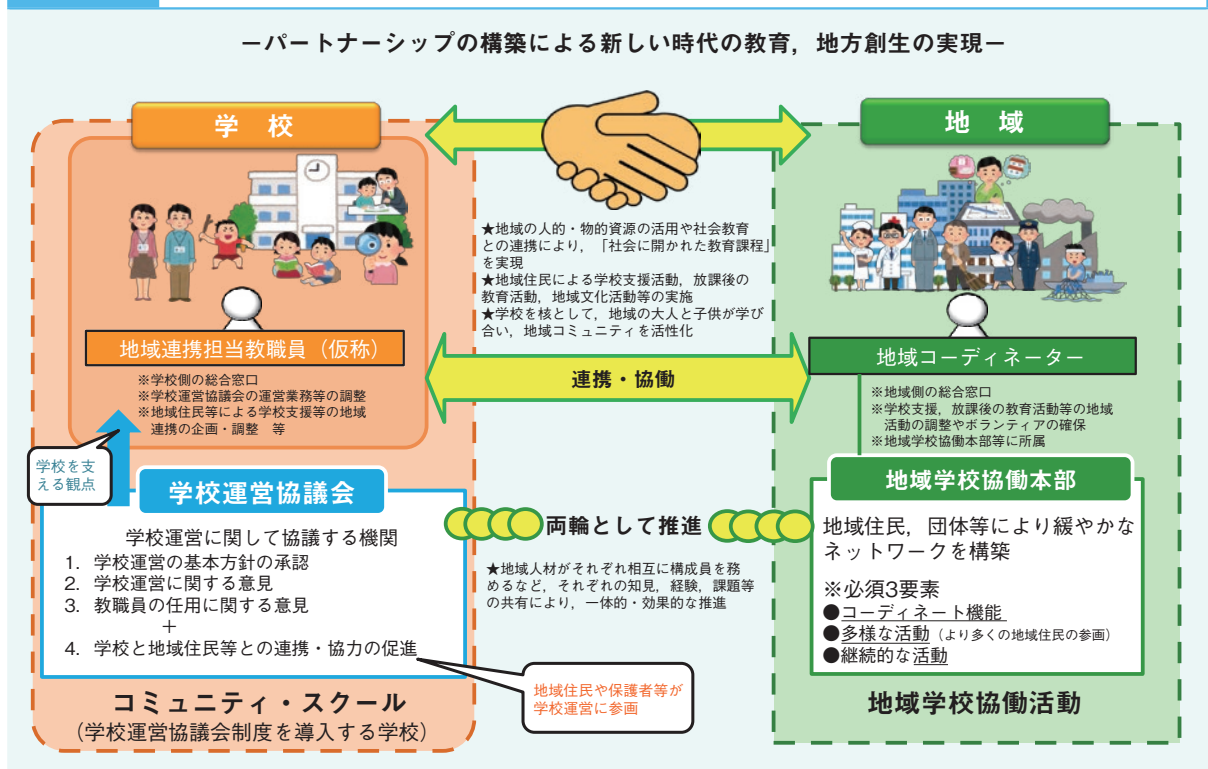 －パートナーシップの構築による新しい時代の教育，地方創生の実現－
学　校
地　域
★地域の人的・物的資源の活用や社会教育
との連携により，「社会に開かれた教育課程」
を実現
★地域住民による学校支援活動，放課後の
教育活動，地域文化活動等の実施
★学校を核として，地域の大人と子供が学び
合い，地域コミュニティを活性化
地域連携担当教職員（仮称）
※学校側の総合窓口
※学校運営協議会の運営業務等の調整
※地域住民等による学校支援等の地域
連携の企画・調整　等
連携・協働
地域コーディネーター
※地域側の総合窓口
※学校支援，放課後の教育活動等の地域
活動の調整やボランティアの確保
※地域学校協働本部等に所属
学校を支
える観点
学校運営協議会
学校運営に関して協議する機関
1. 学校運営の基本方針の承認
2. 学校運営に関する意見
3. 教職員の任用に関する意見
＋
4. 学校と地域住民等との連携・協力の促進
両輪として推進
★地域人材がそれぞれ相互に構成員を務
めるなど，それぞれの知見，経験，課題等
の共有により，一体的・効果的な推進
地域学校協働本部
地域住民，団体等により緩やかな
ネットワークを構築
※必須3要素
●コーディネート機能
●多様な活動（より多くの地域住民の参画）
●継続的な活動
地域住民や保護者等が
学校運営に参画
コミュニティ・スクール
（学校運営協議会制度を導入する学校）
地域学校協働活動